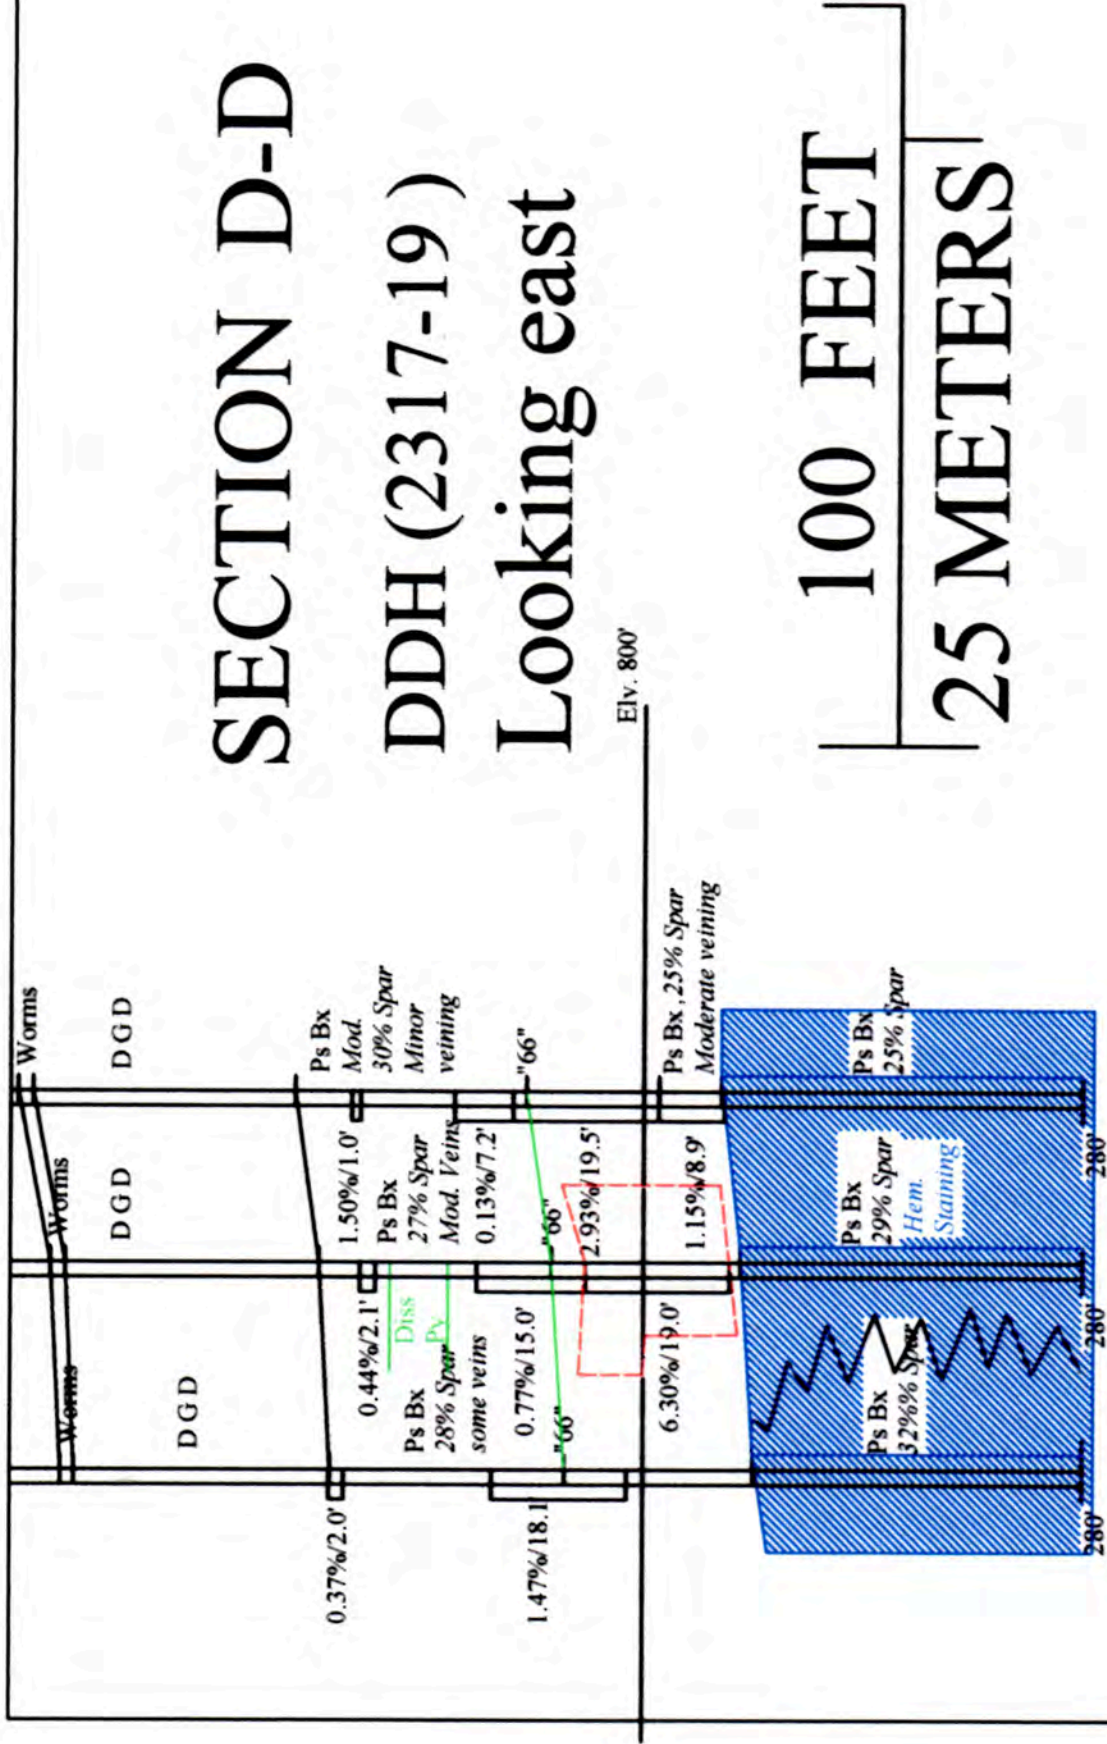 SECTION D-D
DDH (2317-19 )
Looking east
Elv. 800'
100 FEET
25 METERS
Worms
Worms
Worms
DGD
DGD
DGD
Ps Bx
Mod.
30% Spar
Minor
veining
1.50%/1.0'
Ps Bx
27% Spar
Mod. Veins
0.13%/7.2'
"66"
2.93%/19.5'
1.15%/8.9'
Ps Bx , 25% Spar
Moderate veining
0.44%/2.1'
Diss
Py
Ps Bx
28% Spar
some veins
0.77%/15.0'
"66"
6.30%/19.0'
0.37%/2.0'
1.47%/18.1'
"66"
Ps Bx
25% Spar
Ps Bx
29% Spar
Hem.
Staining
Ps Bx
32%% Spar
280'
280'
280'